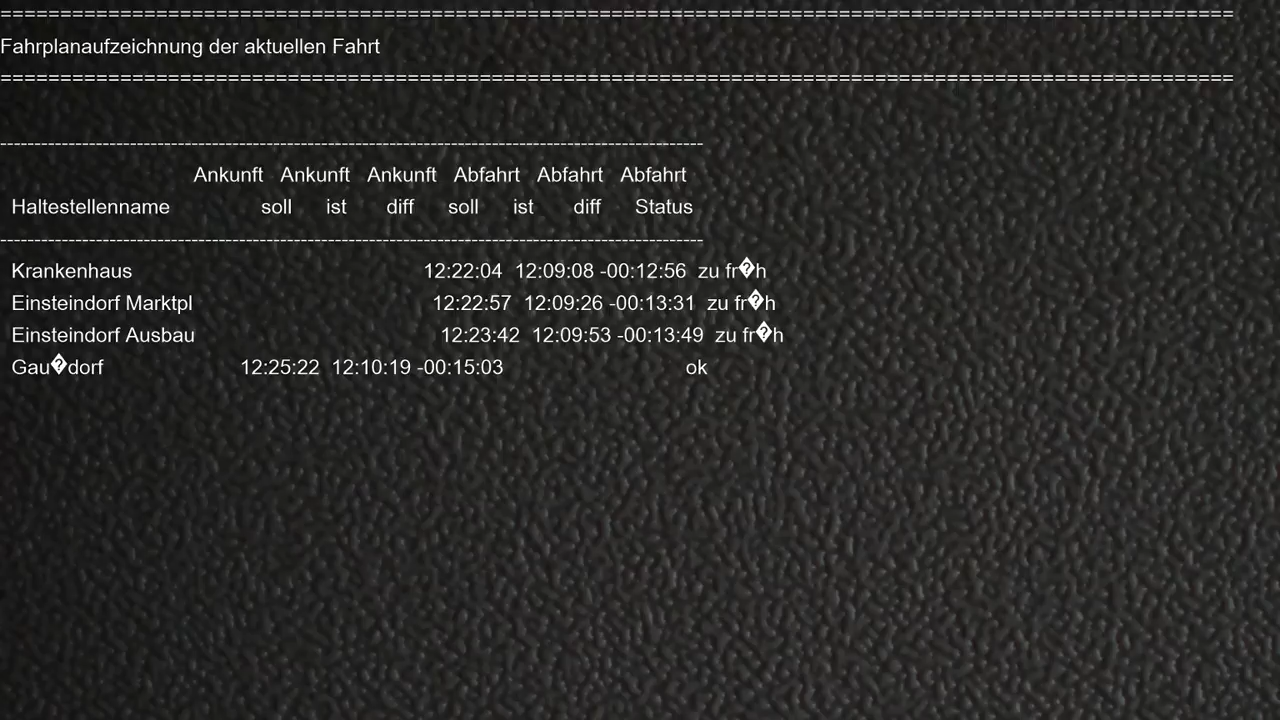 =======================================================================================================
Fahrplanaufzeichnung der aktuellen Fahrt
=======================================================================================================
-----------------------------------------------------------------------------------------------------
Ankunft Ankunft Ankunft Abfahrt Abfahrt Abfahrt
Haltestellenname soll ist diff soll ist diff Status
-----------------------------------------------------------------------------------------------------
Krankenhaus 12:22:04 12:09:08 -00:12:56 zu fr�h
Einsteindorf Marktpl 12:22:57 12:09:26 -00:13:31 zu fr�h
Einsteindorf Ausbau 12:23:42 12:09:53 -00:13:49 zu fr�h
Gau�dorf 12:25:22 12:10:19 -00:15:03 ok